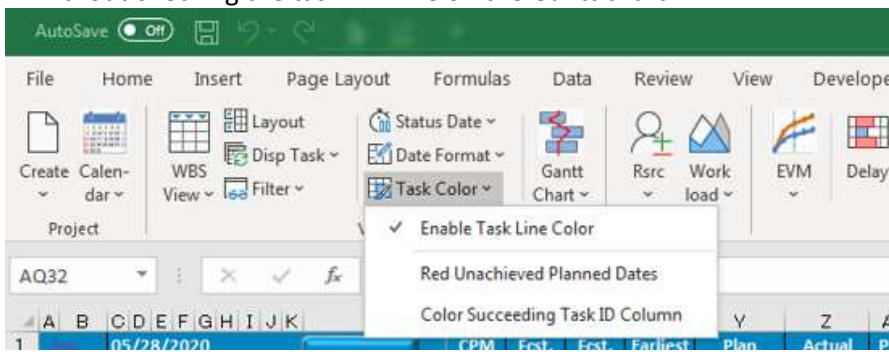 AutoSave Off
File Home Insert Page Layout Formulas Data Review View Develope
Layout Status Date
Disp Task Date Format
Create Calen- WBS Filter Task Color Gantt Rsrc Work EVM Delay
dar View Chart load
Project
Enable Task Line Color
Red Unachieved Planned Dates
Color Succeeding Task ID Column
AQ32 fx
A B C D E F G H I J K Y Z
1 05/28/2020 CPM Fcst. Fcst. Earliest Plan Actual P